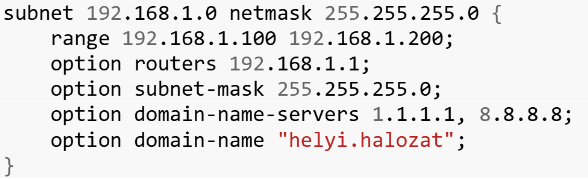 subnet 192.168.1.0 netmask 255.255.255.0 {
    range 192.168.1.100 192.168.1.200;
    option routers 192.168.1.1;
    option subnet-mask 255.255.255.0;
    option domain-name-servers 1.1.1.1, 8.8.8.8;
    option domain-name "helyi.halozat";
}